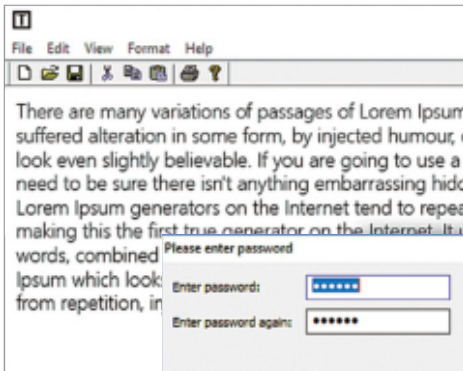 T
File Edit View Format Help
There are many variations of passages of Lorem Ipsum
suffered alteration in some form, by injected humour,
look even slightly believable. If you are going to use a
need to be sure there isn't anything embarrassing hidd
Lorem Ipsum generators on the Internet tend to repea
making this the first true generator on the Internet. It u
words, combined
Ipsum which look
from repetition, in
Please enter password
Enter password: ••••••
Enter password again: ••••••